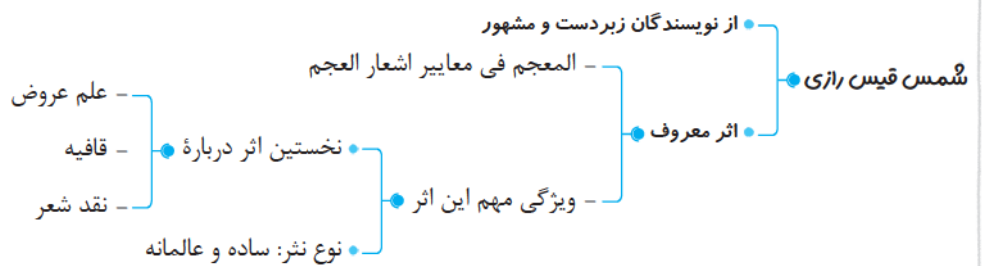 شمس قیس رازی
از نویسندگان زبردست و مشهور
اثر معروف
– المعجم فی معاییر اشعار العجم
– ویژگی مهم این اثر
نخستین اثر دربارهٔ
– علم عروض
– قافیه
– نقد شعر
نوع نثر: ساده و عالمانه